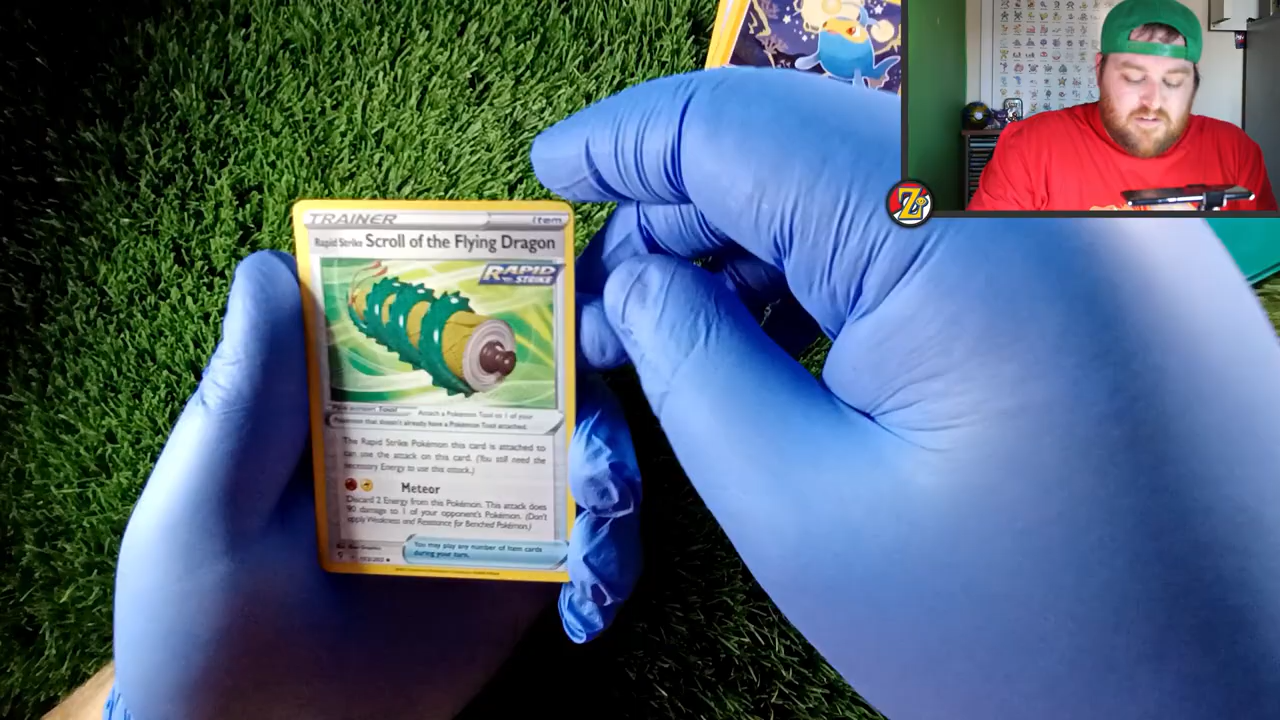 TRAINER Item
Rapid Strike Scroll of the Flying Dragon
RAPID
STRIKE
Pokémon Tool Attach a Pokémon Tool to 1 of your
Pokémon that doesn't already have a Pokémon Tool attached.
The Rapid Strike Pokémon this card is attached to
can use the attack on this card. (You still need the
necessary Energy to use this attack.)
Meteor
Discard 2 Energy from this Pokémon. This attack does
90 damage to 1 of your opponent's Pokémon. (Don't
apply Weakness and Resistance for Benched Pokémon.)
You may play any number of Item cards
during your turn.
Z